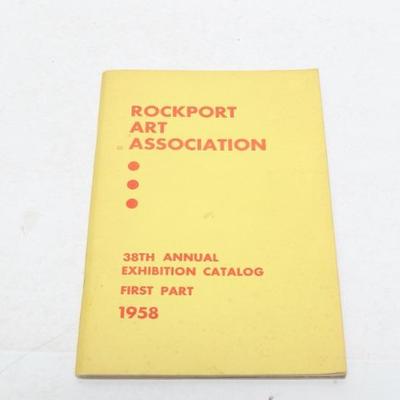 ROCKPORT
ART
ASSOCIATION
38TH ANNUAL
EXHIBITION CATALOG
FIRST PART
1958